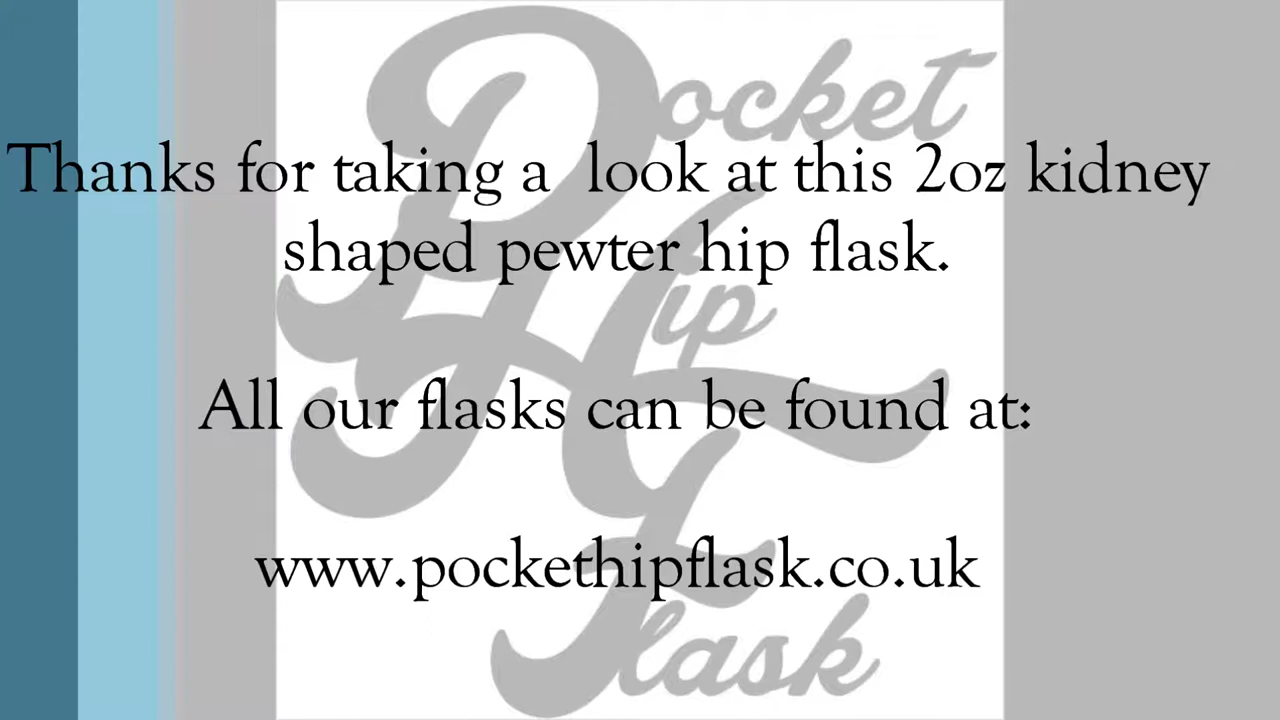 Pocket
Thanks for taking a  look at this 2oz kidney
shaped pewter hip flask.
Hip
All our flasks can be found at:
www.pockethipflask.co.uk
Flask